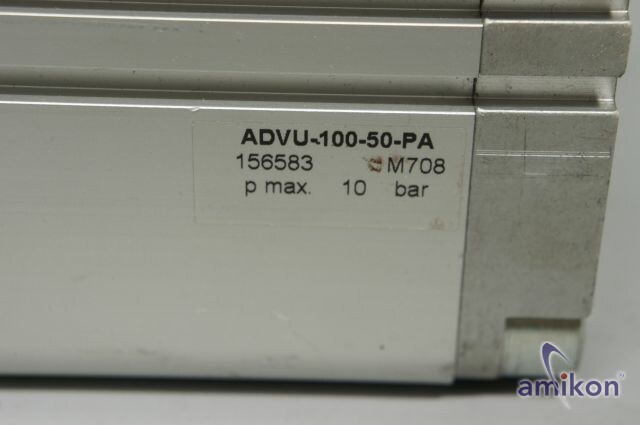 ADVU-100-50-PA
156583 M708
p max. 10 bar
amikon®